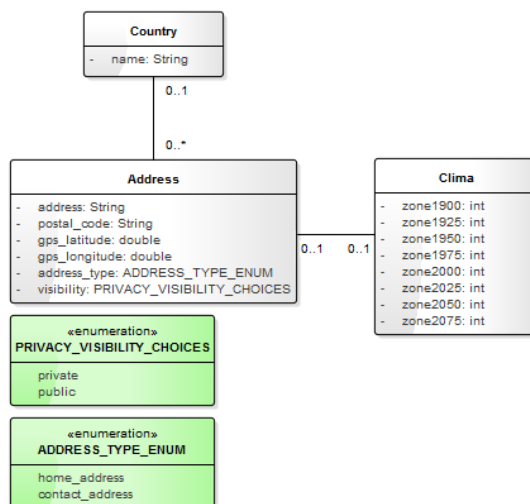 Country
- name: String
0..1
0..*
Address
- address: String
- postal_code: String
- gps_latitude: double
- gps_longitude: double
- address_type: ADDRESS_TYPE_ENUM
- visibility: PRIVACY_VISIBILITY_CHOICES
0..1 0..1
Clima
- zone1900: int
- zone1925: int
- zone1950: int
- zone1975: int
- zone2000: int
- zone2025: int
- zone2050: int
- zone2075: int
«enumeration»
PRIVACY_VISIBILITY_CHOICES
private
public
«enumeration»
ADDRESS_TYPE_ENUM
home_address
contact_address